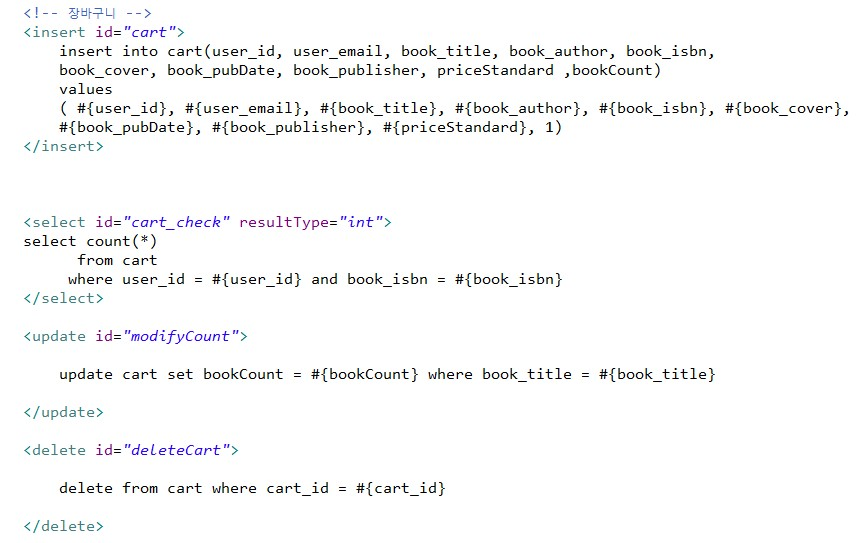 <!-- 장바구니 -->
<insert id="cart">
insert into cart(user_id, user_email, book_title, book_author, book_isbn,
book_cover, book_pubDate, book_publisher, priceStandard ,bookCount)
values
( #{user_id}, #{user_email}, #{book_title}, #{book_author}, #{book_isbn}, #{book_cover},
#{book_pubDate}, #{book_publisher}, #{priceStandard}, 1)
</insert>
<select id="cart_check" resultType="int">
select count(*)
from cart
where user_id = #{user_id} and book_isbn = #{book_isbn}
</select>
<update id="modifyCount">
update cart set bookCount = #{bookCount} where book_title = #{book_title}
</update>
<delete id="deleteCart">
delete from cart where cart_id = #{cart_id}
</delete>